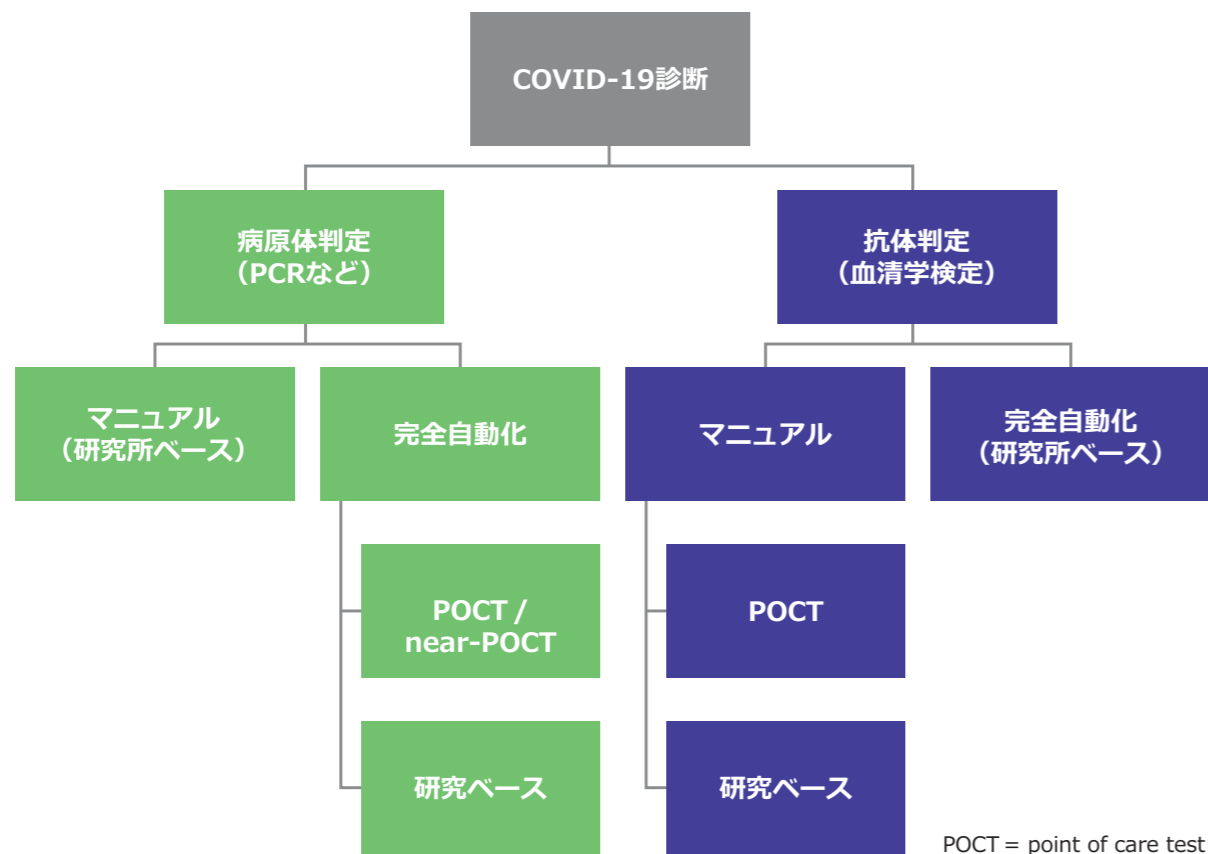 COVID-19診断
病原体判定
（PCRなど）
抗体判定
（血清学検定）
マニュアル
（研究所ベース）
完全自動化
マニュアル
完全自動化
（研究所ベース）
POCT /
near-POCT
POCT
研究ベース
研究ベース
POCT = point of care test